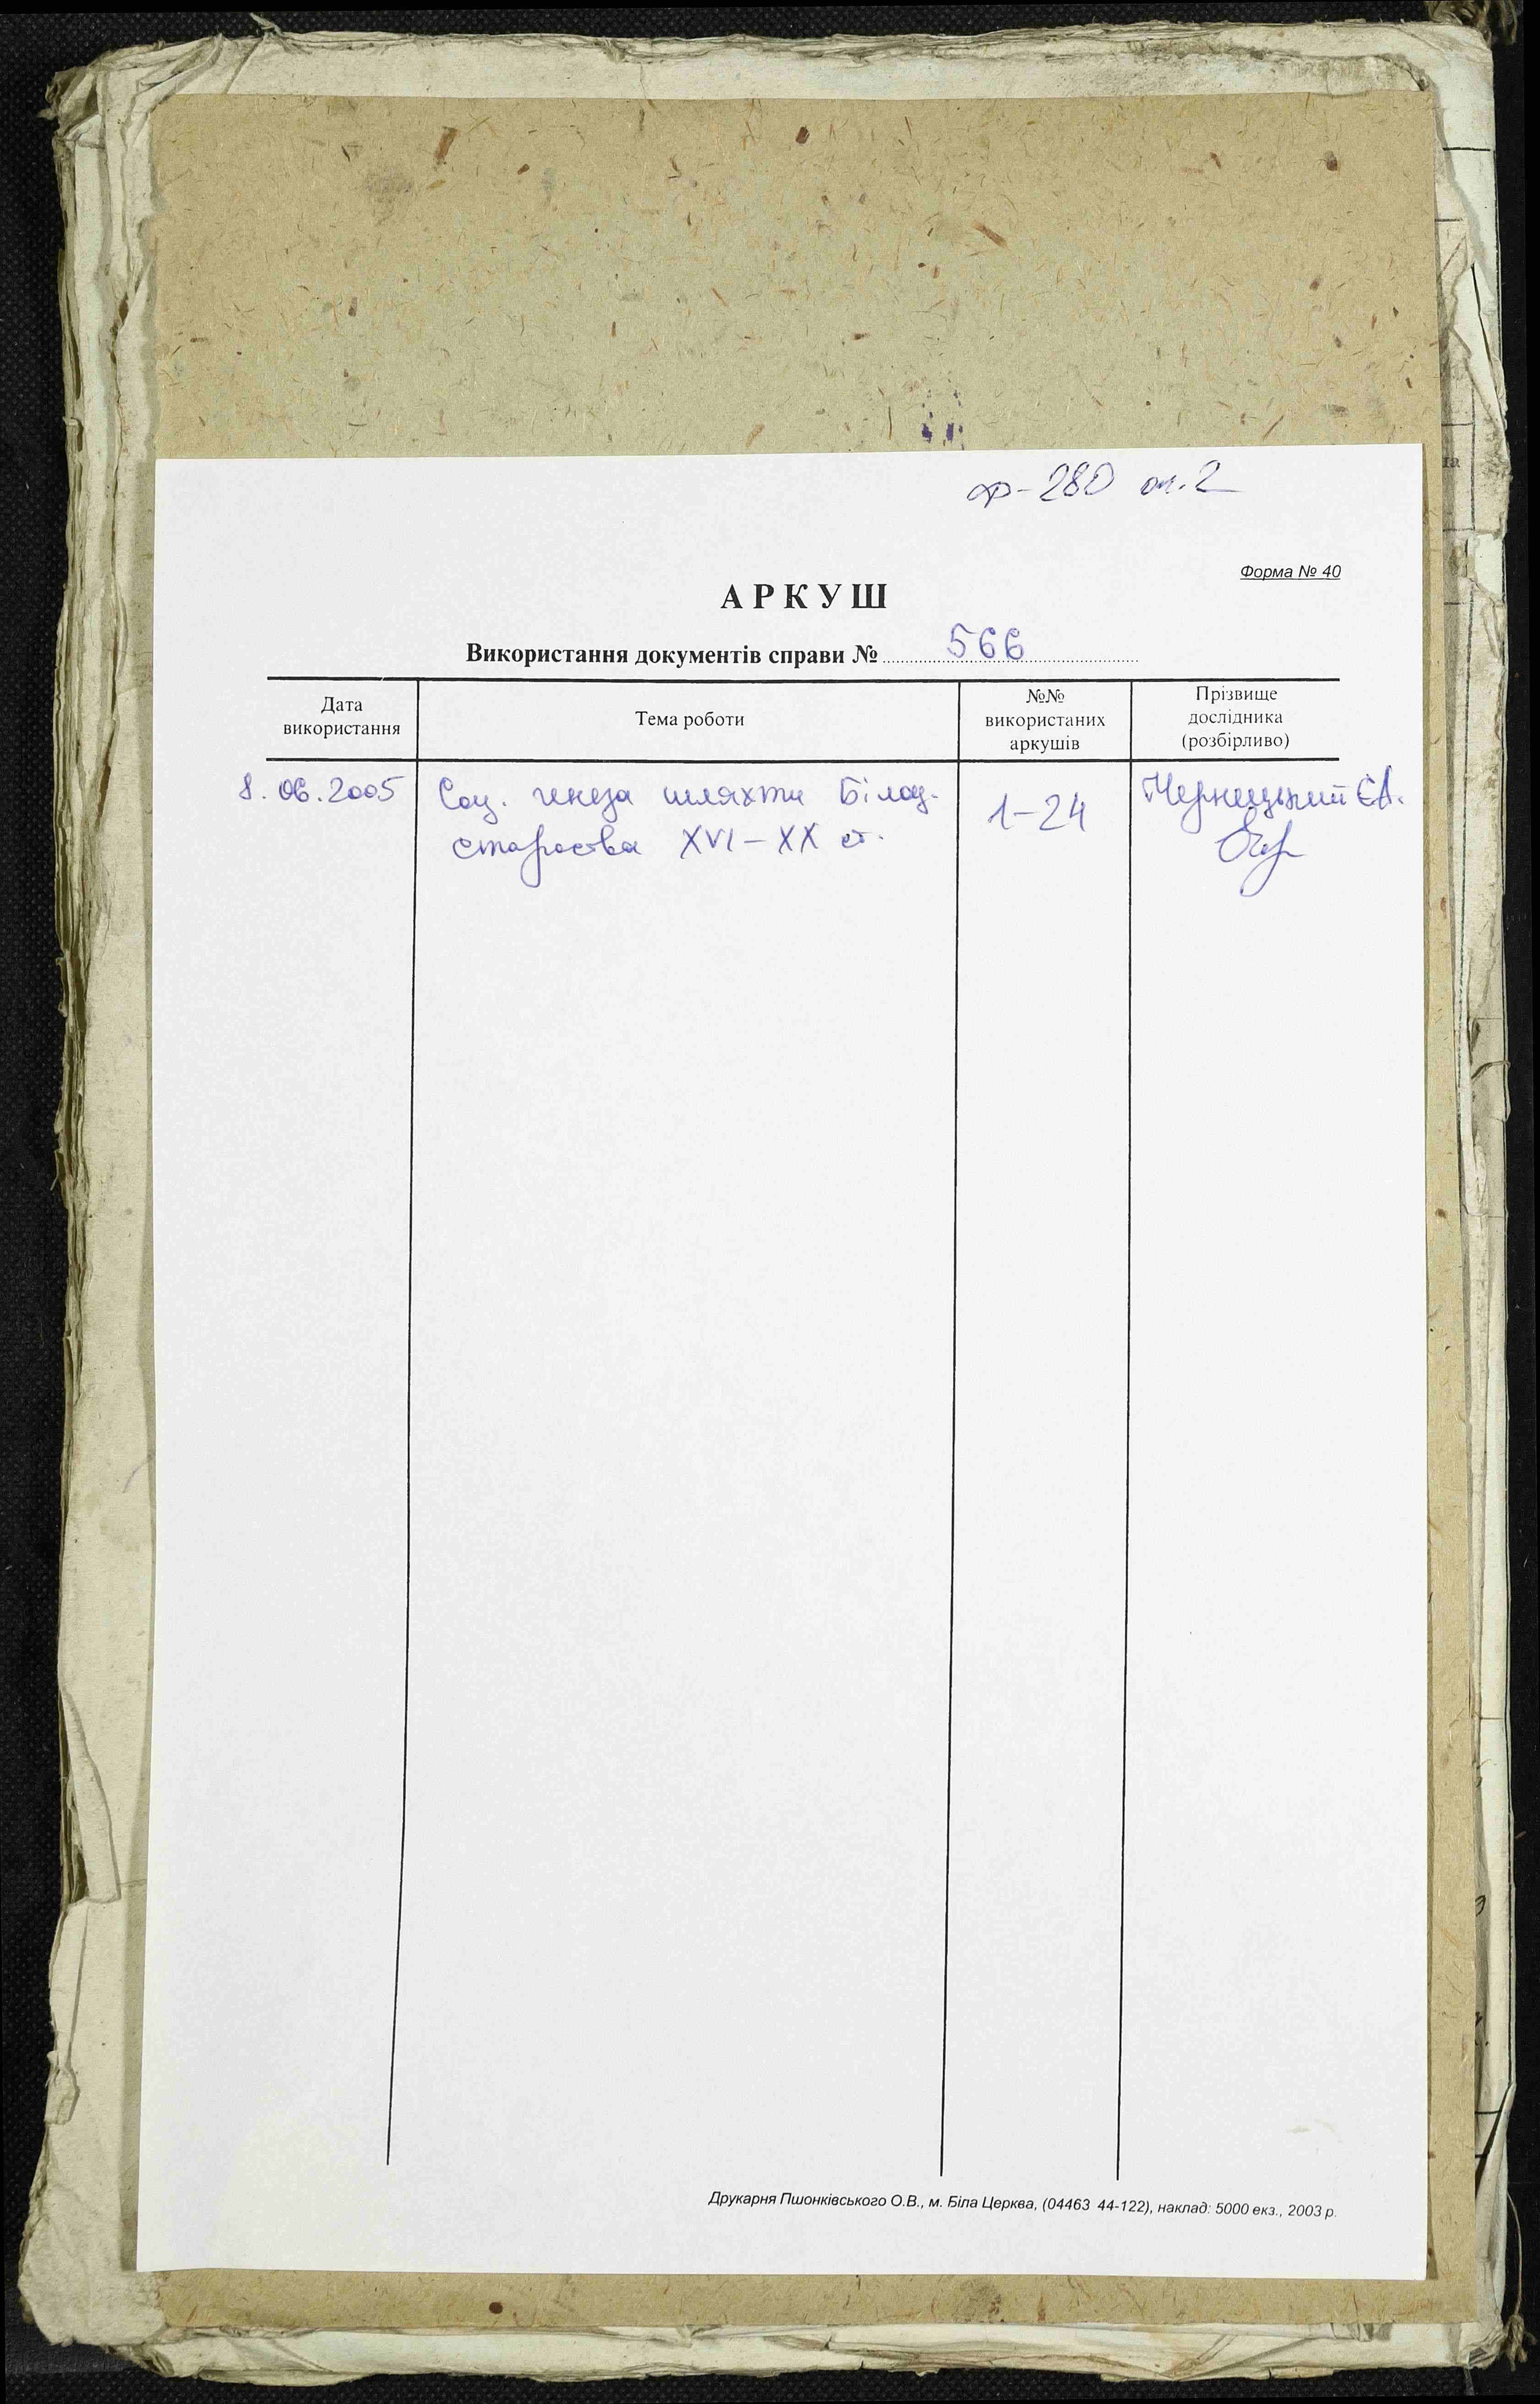 ф-280 оп.2
Форма № 40
АРКУШ
Використання документів справи № 566
Дата використання
Тема роботи
№№ використаних аркушів
Прізвище дослідника (розбірливо)
8.06.2005
Соц. генеза шляхти Білоц.
староства XVI-XX ст.
1-24
Чернецький Є.А.
Друкарня Пшонківського О.В., м. Біла Церква, (04463 44-122), наклад: 5000 екз., 2003 р.